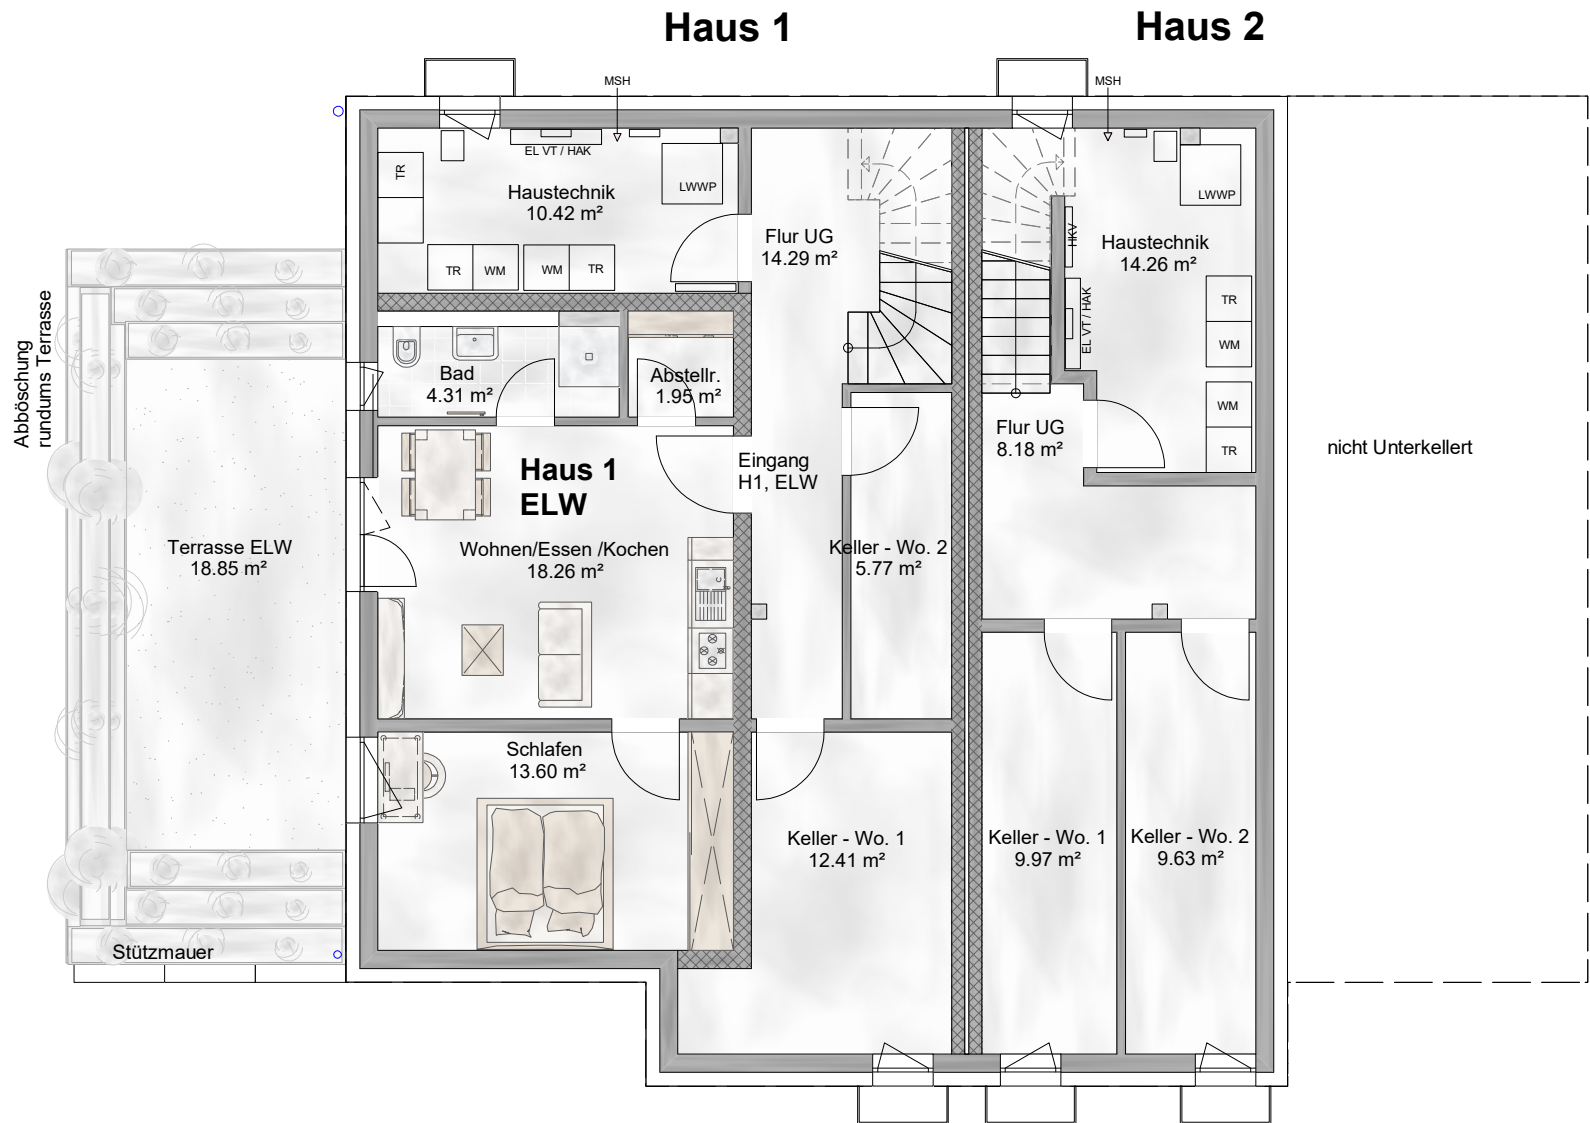 Haus 1
Haus 2
MSH
MSH
EL VT / HAK
TR
Haustechnik
10.42 m²
LWWP
TR
WM
WM
TR
Flur UG
14.29 m²
LWWP
HKV
Haustechnik
14.26 m²
EL VT / HAK
TR
WM
WM
TR
Abböschung
rundums Terrasse
Bad
4.31 m²
Abstellr.
1.95 m²
Flur UG
8.18 m²
nicht Unterkellert
Haus 1
ELW
Eingang
H1, ELW
Terrasse ELW
18.85 m²
Wohnen/Essen /Kochen
18.26 m²
Keller - Wo. 2
5.77 m²
Schlafen
13.60 m²
Keller - Wo. 1
12.41 m²
Keller - Wo. 1
9.97 m²
Keller - Wo. 2
9.63 m²
Stützmauer